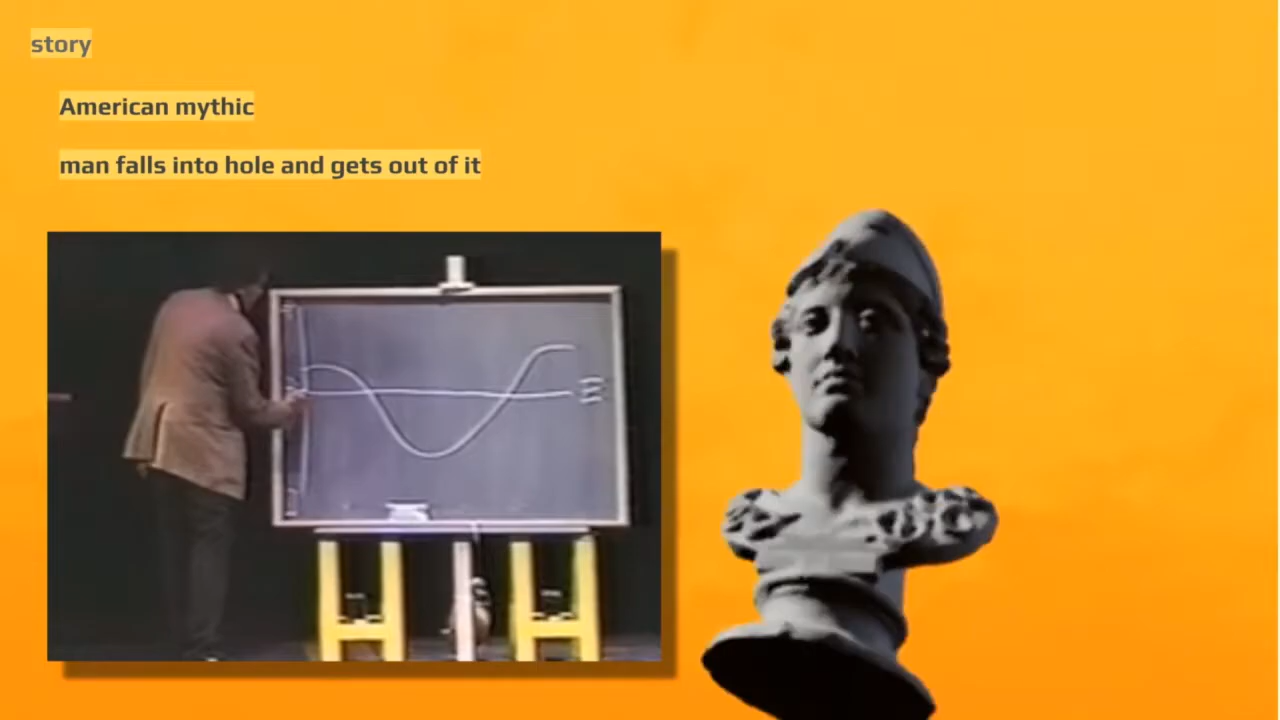 story
American mythic
man falls into hole and gets out of it